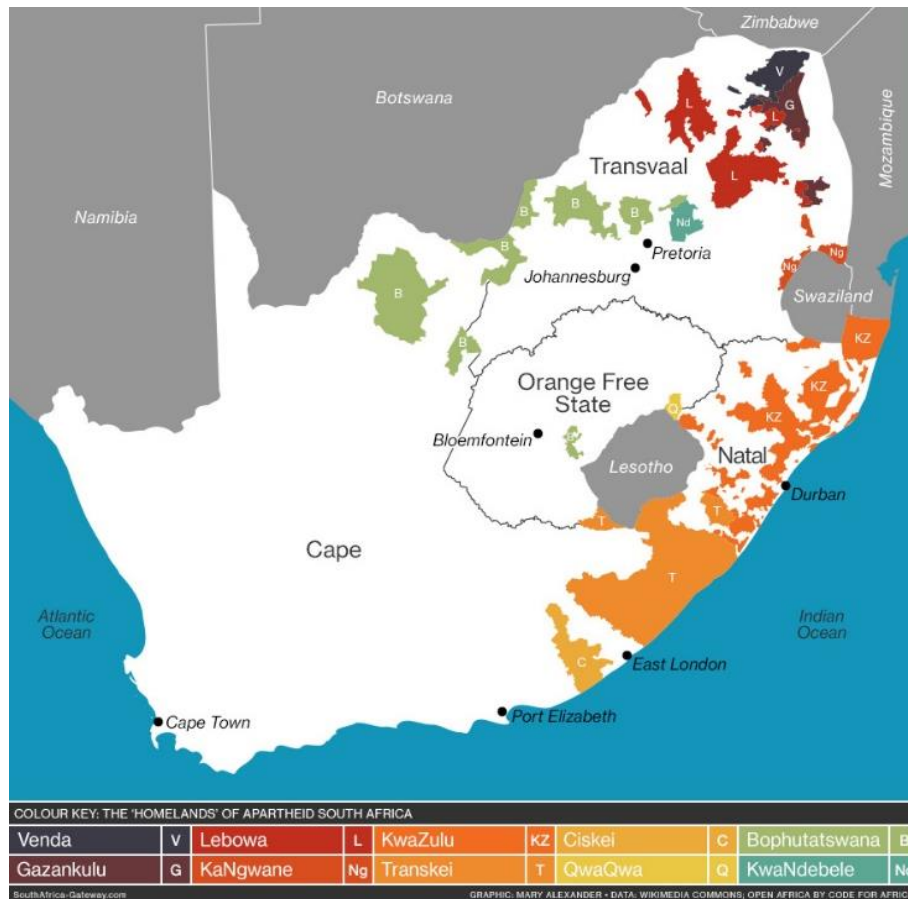 Zimbabwe
Botswana
V
L
G
L
Mozambique
Transvaal
L
Namibia
B
B
B
Nd
B
Pretoria
Ng
Ng
Johannesburg
B
Swaziland
B
KZ
Orange Free
State
KZ
Q
KZ
Bloemfontein
B
Natal
Lesotho
Durban
T
T
Cape
T
Atlantic
Ocean
Indian
Ocean
C
East London
Cape Town
Port Elizabeth
COLOUR KEY: THE 'HOMELANDS' OF APARTHEID SOUTH AFRICA
Venda V Lebowa L KwaZulu KZ Ciskei C Bophutatswana B
Gazankulu G KaNgwane Ng Transkei T QwaQwa Q KwaNdebele Nd
SouthAfrica-Gateway.com GRAPHIC: MARY ALEXANDER • DATA: WIKIMEDIA COMMONS; OPEN AFRICA BY CODE FOR AFRIC